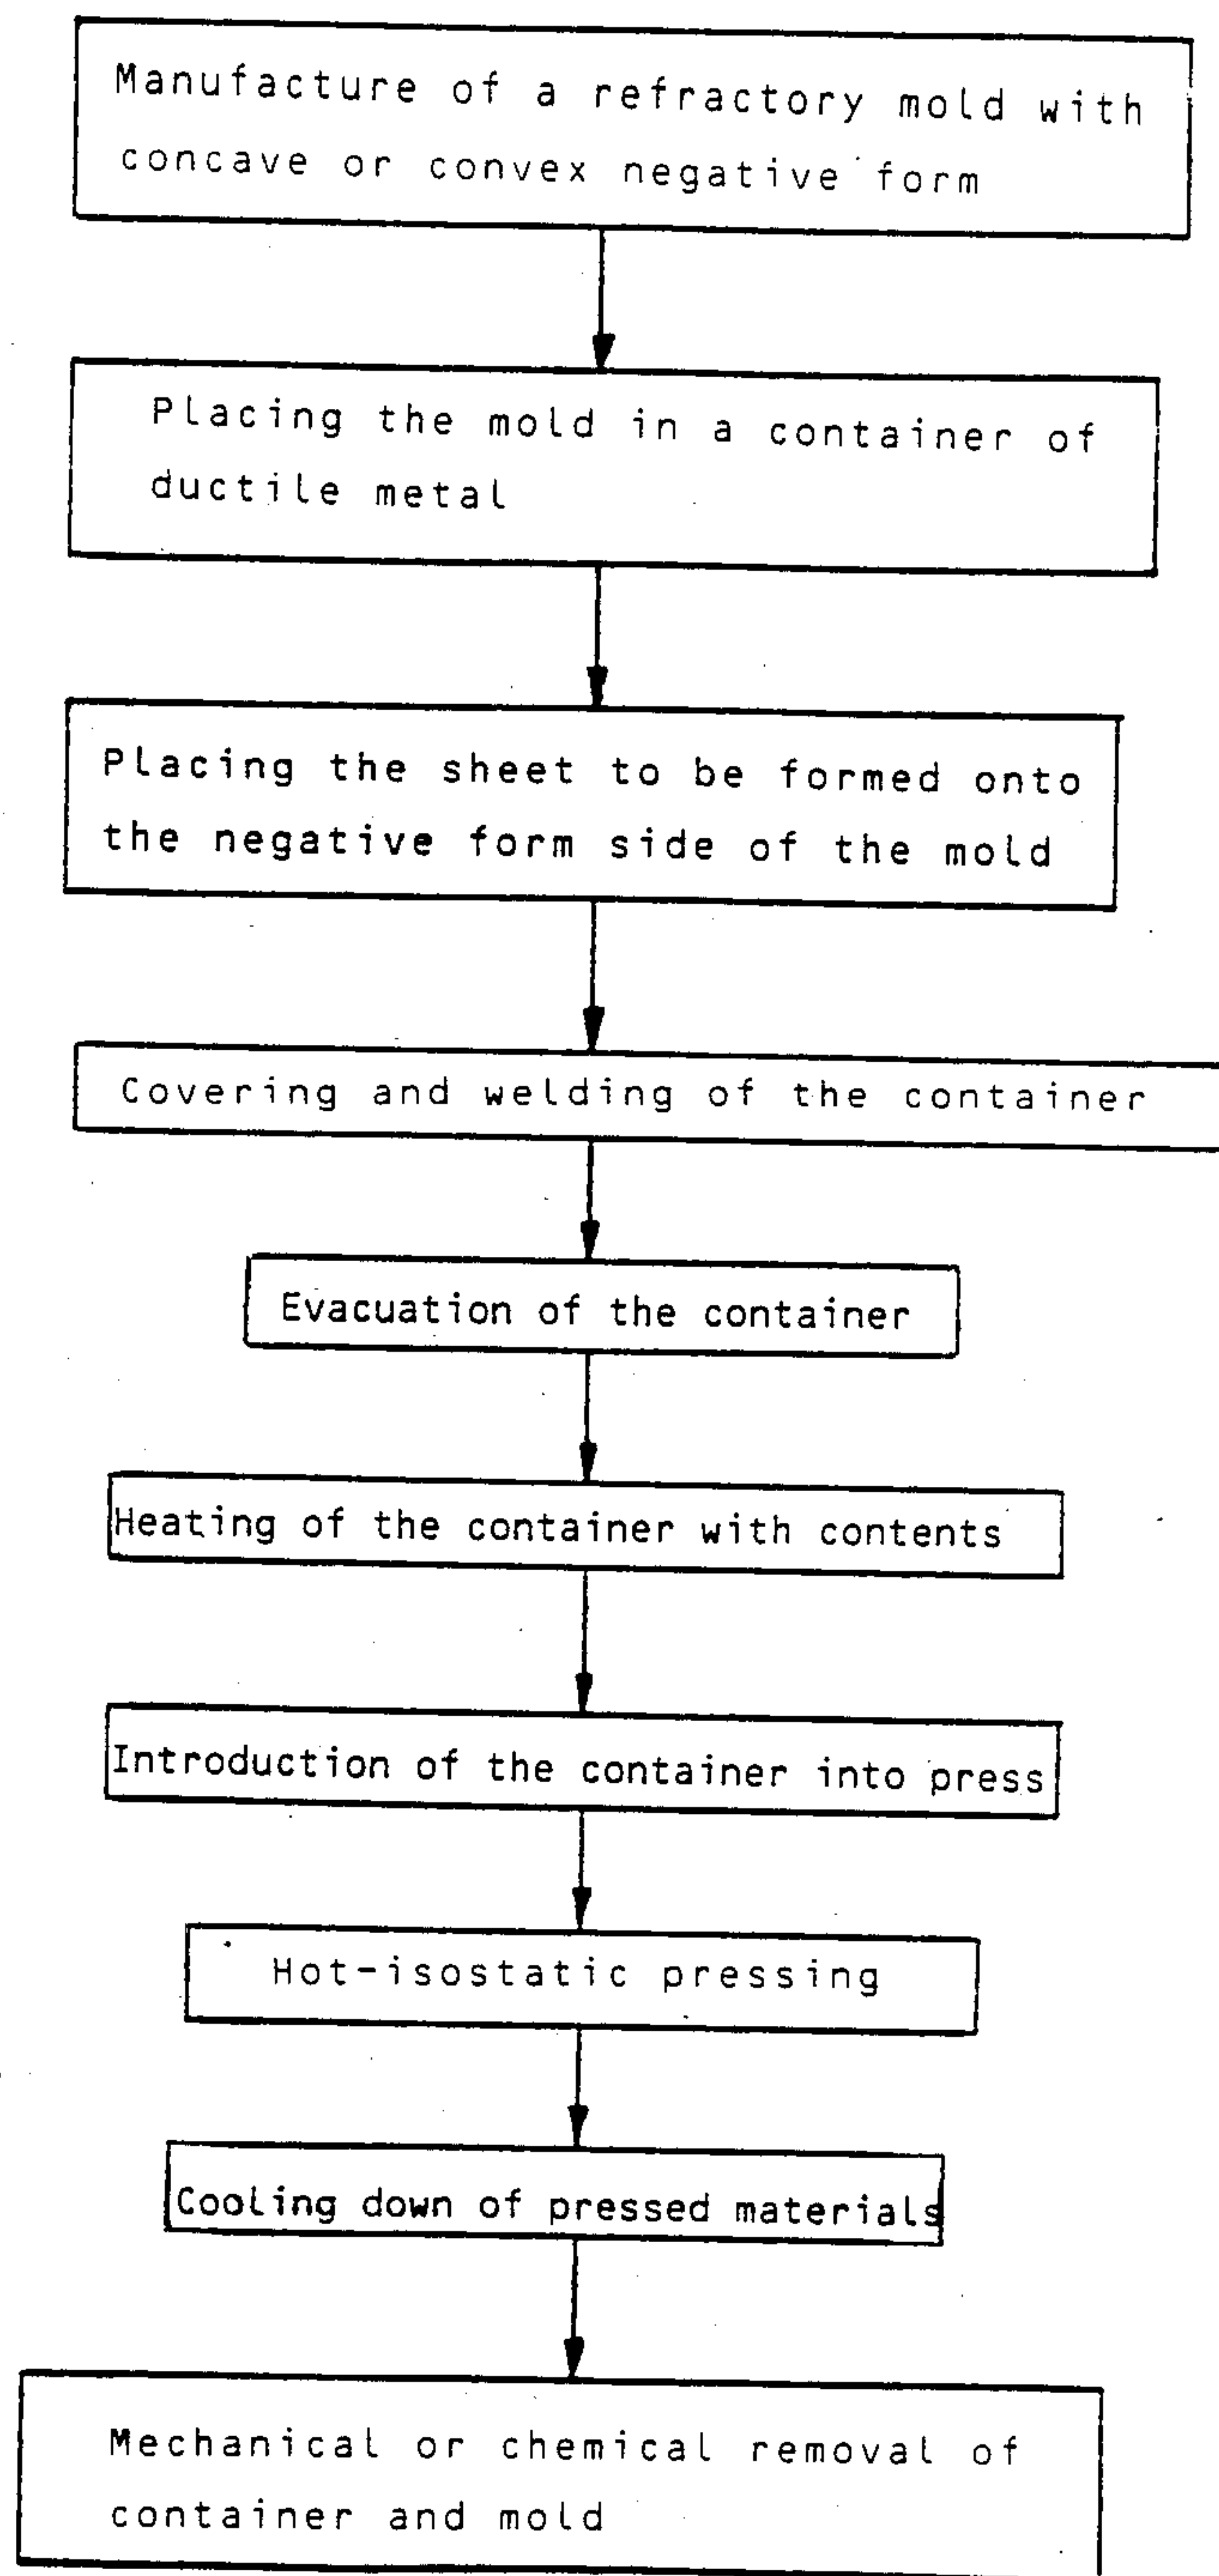 Manufacture of a refractory mold with
concave or convex negative form
Placing the mold in a container of
ductile metal
Placing the sheet to be formed onto
the negative form side of the mold
Covering and welding of the container
Evacuation of the container
Heating of the container with contents
Introduction of the container into press
Hot-isostatic pressing
Cooling down of pressed materials
Mechanical or chemical removal of
container and mold